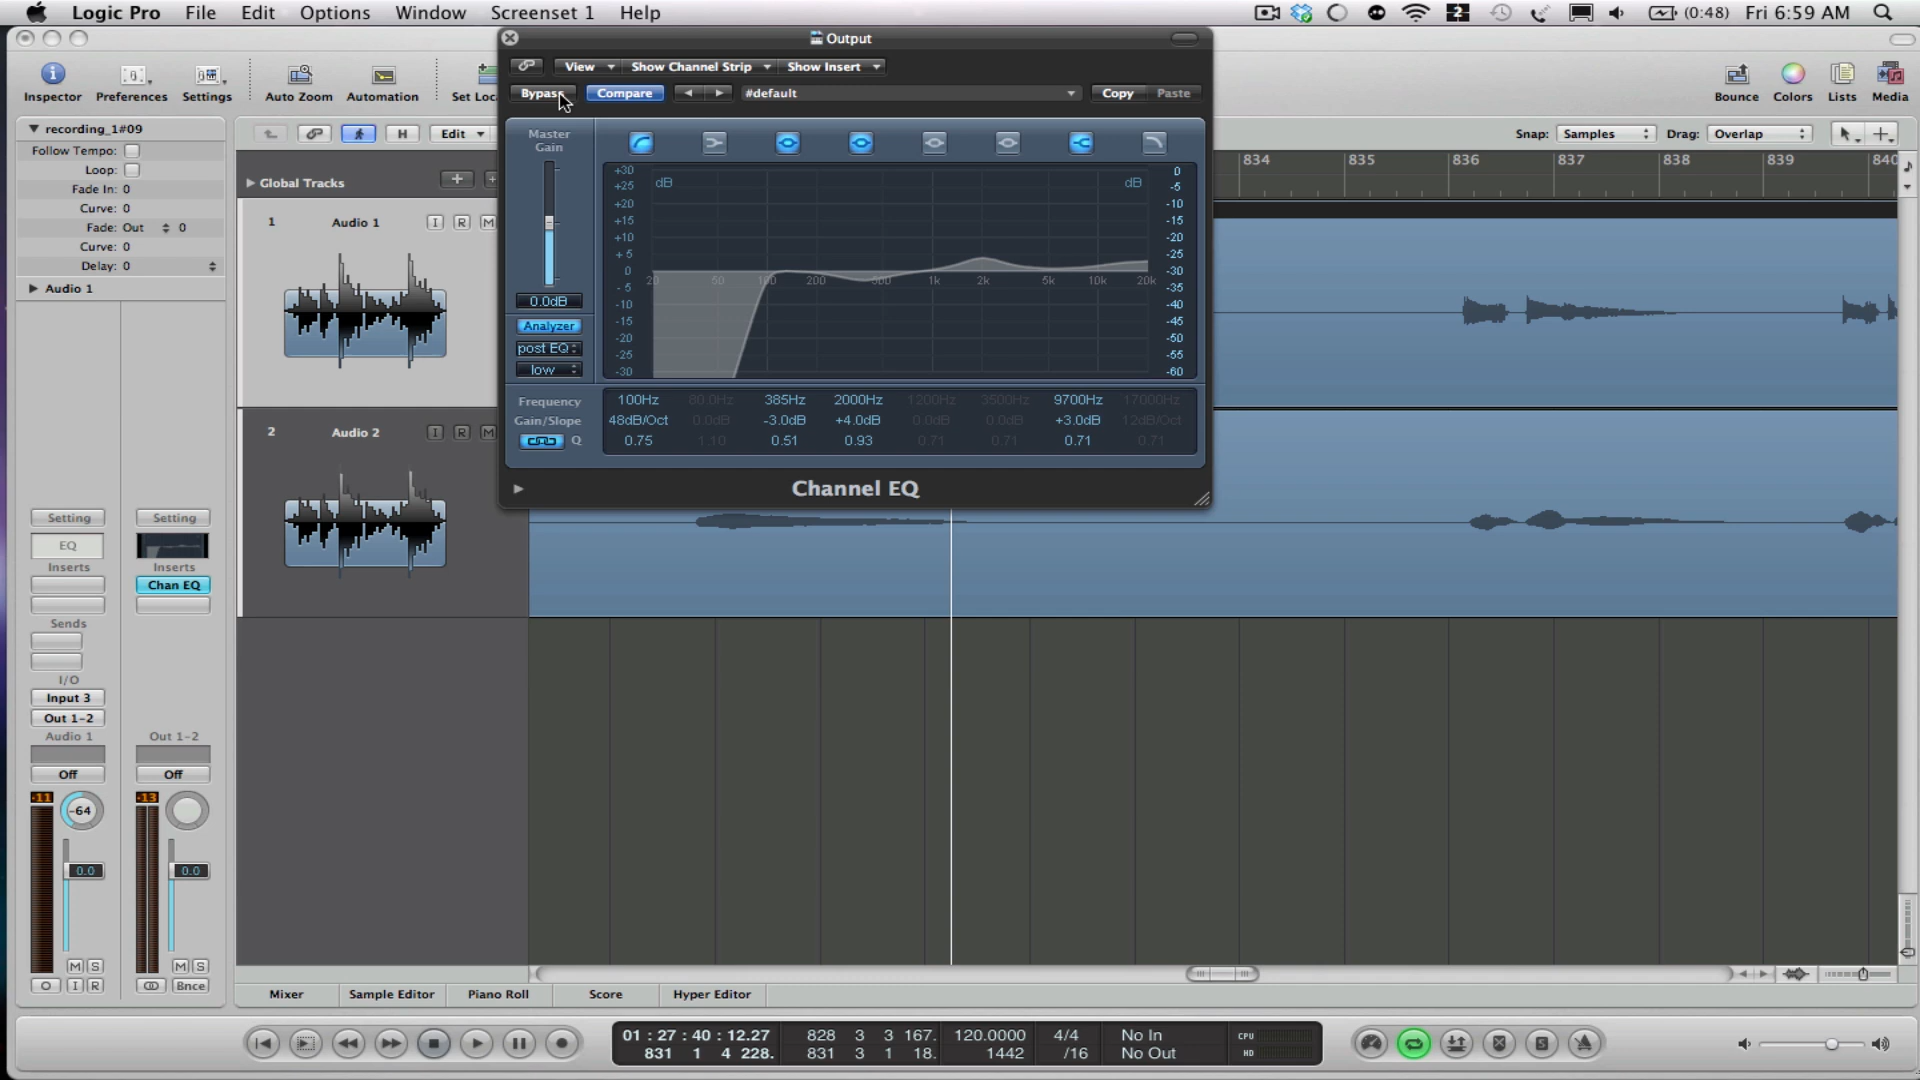 Logic Pro File Edit Options Window Screenset 1 Help
2 (0:48) Fri 6:59 AM
Output
View Show Channel Strip Show Insert
Bypass Compare #default Copy Paste
Inspector Preferences Settings Auto Zoom Automation Set Loc
Bounce Colors Lists Media
recording_1#09
Follow Tempo:
Loop:
Fade In: 0
Curve: 0
Fade: Out 0
Curve: 0
Delay: 0
Audio 1
H Edit
Snap: Samples Drag: Overlap
834 835 836 837 838 839 840
Global Tracks
1 Audio 1 I R M
2 Audio 2 I R M
Master
Gain
0.0dB
Analyzer
post EQ
low
dB dB
+30 0
+25 -5
+20 -10
+15 -15
+10 -20
+5 -25
0 -30
20 50 100 200 500 1k 2k 5k 10k 20k
-5 -35
-10 -40
-15 -45
-20 -50
-25 -55
-30 -60
Frequency 100Hz 80.0Hz 385Hz 2000Hz 1200Hz 3500Hz 9700Hz 17000Hz
Gain/Slope 48dB/Oct 0.0dB -3.0dB +4.0dB 0.0dB 0.0dB +3.0dB 12dB/Oct
Q 0.75 1.10 0.51 0.93 0.71 0.71 0.71 0.71
Channel EQ
Setting Setting
EQ
Inserts Inserts
Chan EQ
Sends
I/O
Input 3
Out 1-2
Audio 1 Out 1-2
Off Off
-11 -64 -13
0.0 0.0
M S M S
I R Bnce
Mixer Sample Editor Piano Roll Score Hyper Editor
01 : 27 : 40 : 12.27 828 3 3 167. 120.0000 4/4 No In CPU
831 1 4 228. 831 3 1 18. 1442 /16 No Out HD
S